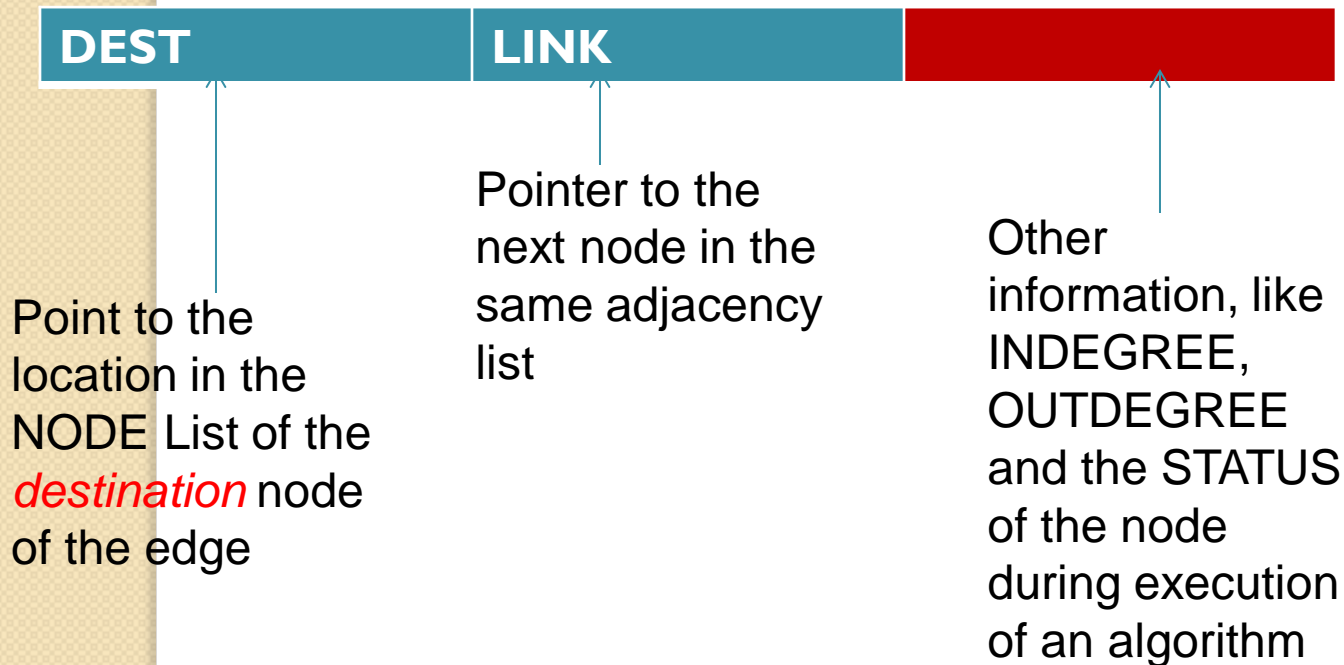 DEST
LINK
Point to the
location in the
NODE List of the
destination node
of the edge
Pointer to the
next node in the
same adjacency
list
Other
information, like
INDEGREE,
OUTDEGREE
and the STATUS
of the node
during execution
of an algorithm